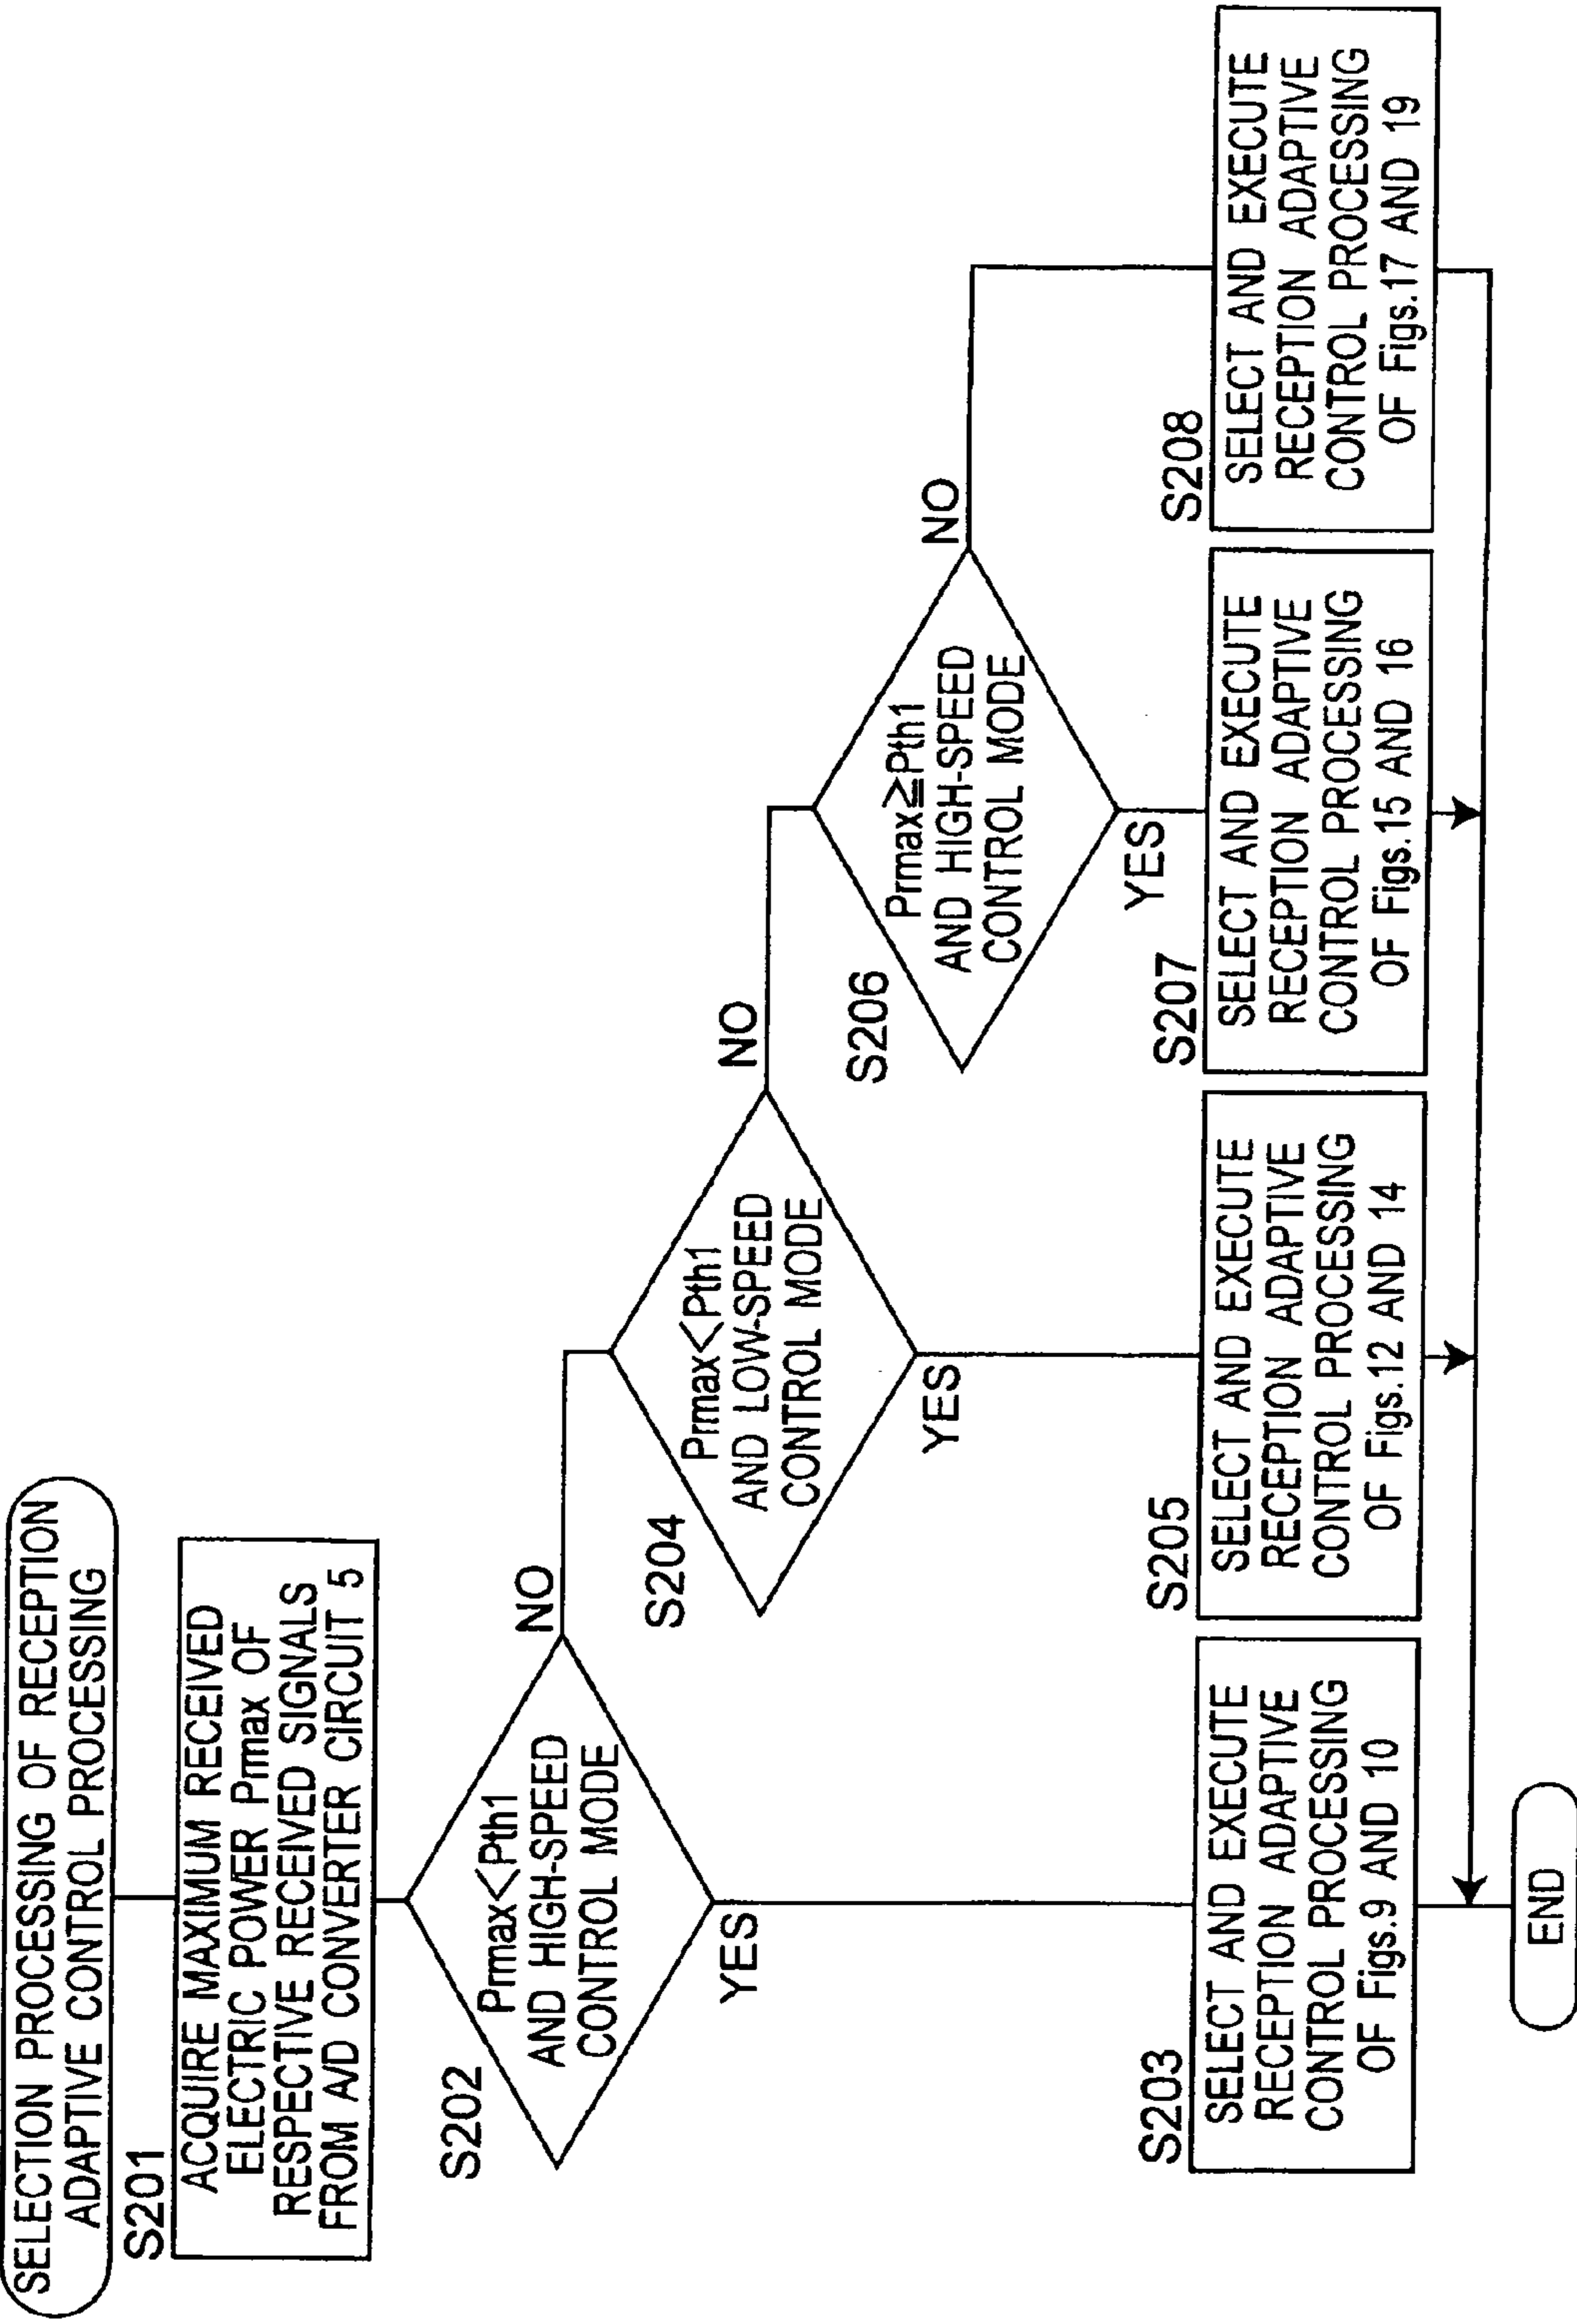 SELECTION PROCESSING OF RECEPTION
ADAPTIVE CONTROL PROCESSING
S201
ACQUIRE MAXIMUM RECEIVED
ELECTRIC POWER Prmax OF
RESPECTIVE RECEIVED SIGNALS
FROM A/D CONVERTER CIRCUIT 5
S202
Prmax<Pth1
AND HIGH-SPEED
CONTROL MODE
NO
YES
S203
SELECT AND EXECUTE
RECEPTION ADAPTIVE
CONTROL PROCESSING
OF Figs.9 AND 10
S204
Prmax<Pth1
AND LOW-SPEED
CONTROL MODE
NO
YES
S205
SELECT AND EXECUTE
RECEPTION ADAPTIVE
CONTROL PROCESSING
OF Figs.12 AND 14
S206
Prmax≧Pth1
AND HIGH-SPEED
CONTROL MODE
NO
YES
S207
SELECT AND EXECUTE
RECEPTION ADAPTIVE
CONTROL PROCESSING
OF Figs.15 AND 16
S208
SELECT AND EXECUTE
RECEPTION ADAPTIVE
CONTROL PROCESSING
OF Figs.17 AND 19
END